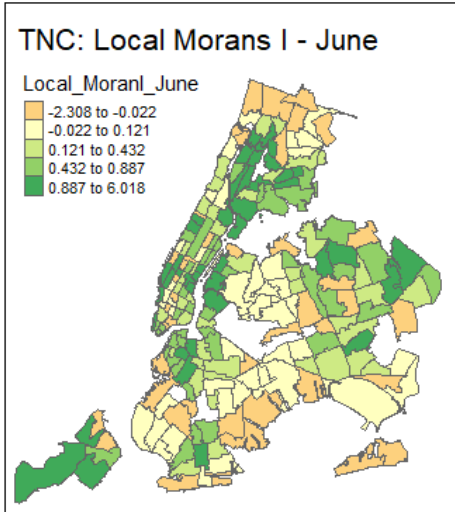 TNC: Local Morans I - June
Local_MoranI_June
-2.308 to -0.022
-0.022 to 0.121
0.121 to 0.432
0.432 to 0.887
0.887 to 6.018